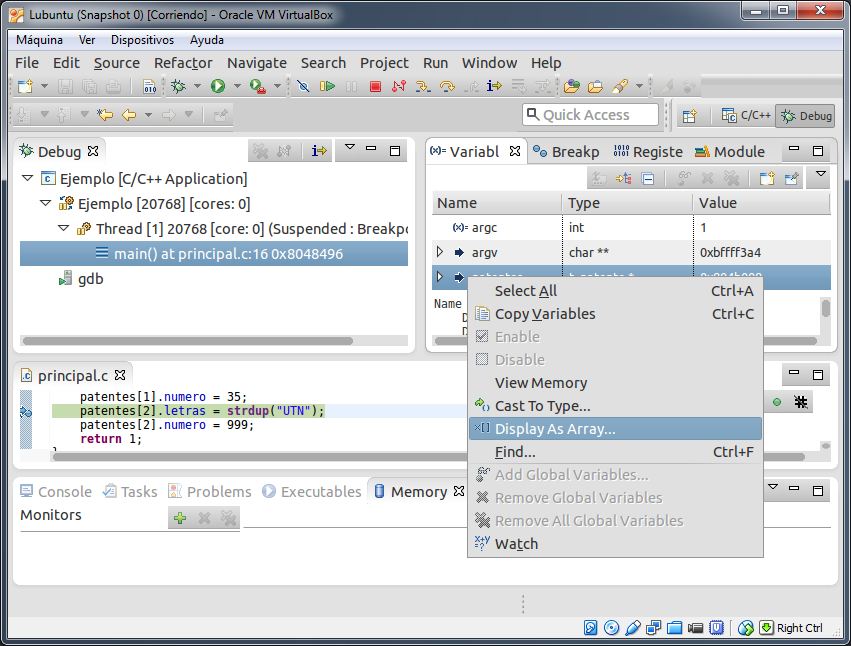 Lubuntu (Snapshot 0) [Corriendo] - Oracle VM VirtualBox
Máquina Ver Dispositivos Ayuda
File Edit Source Refactor Navigate Search Project Run Window Help
Quick Access
C/C++
Debug
Debug
Ejemplo [C/C++ Application]
Ejemplo [20768] [cores: 0]
Thread [1] 20768 [core: 0] (Suspended : Breakpo
main() at principal.c:16 0x8048496
gdb
Variabl Breakp Registe Module
Name Type Value
(x)= argc int 1
argv char ** 0xbffff3a4
Name
Select All Ctrl+A
Copy Variables Ctrl+C
Enable
Disable
View Memory
Cast To Type...
Display As Array...
Find... Ctrl+F
Add Global Variables...
Remove Global Variables
Remove All Global Variables
Watch
principal.c
patentes[1].numero = 35;
patentes[2].letras = strdup("UTN");
patentes[2].numero = 999;
return 1;
Console Tasks Problems Executables Memory
Monitors
Right Ctrl